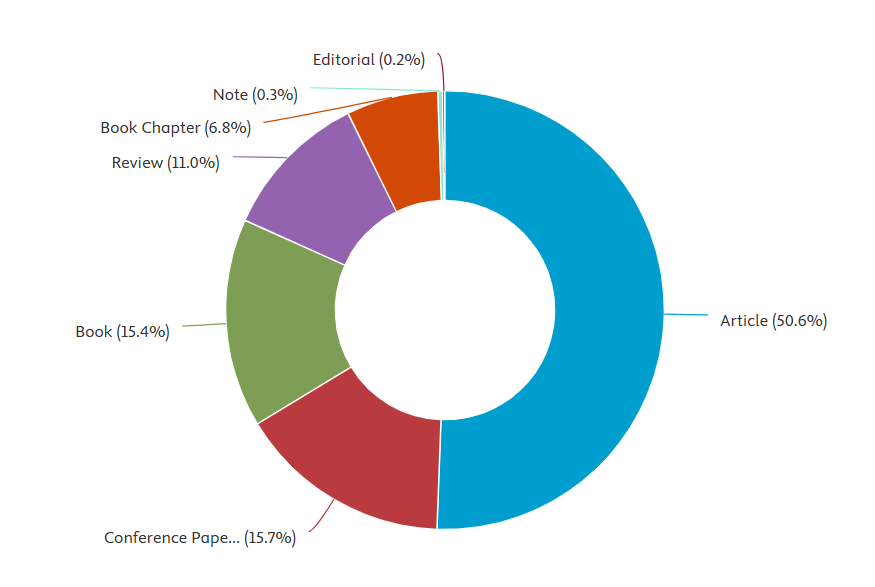 Editorial (0.2%)
Note (0.3%)
Book Chapter (6.8%)
Review (11.0%)
Article (50.6%)
Book (15.4%)
Conference Pape... (15.7%)